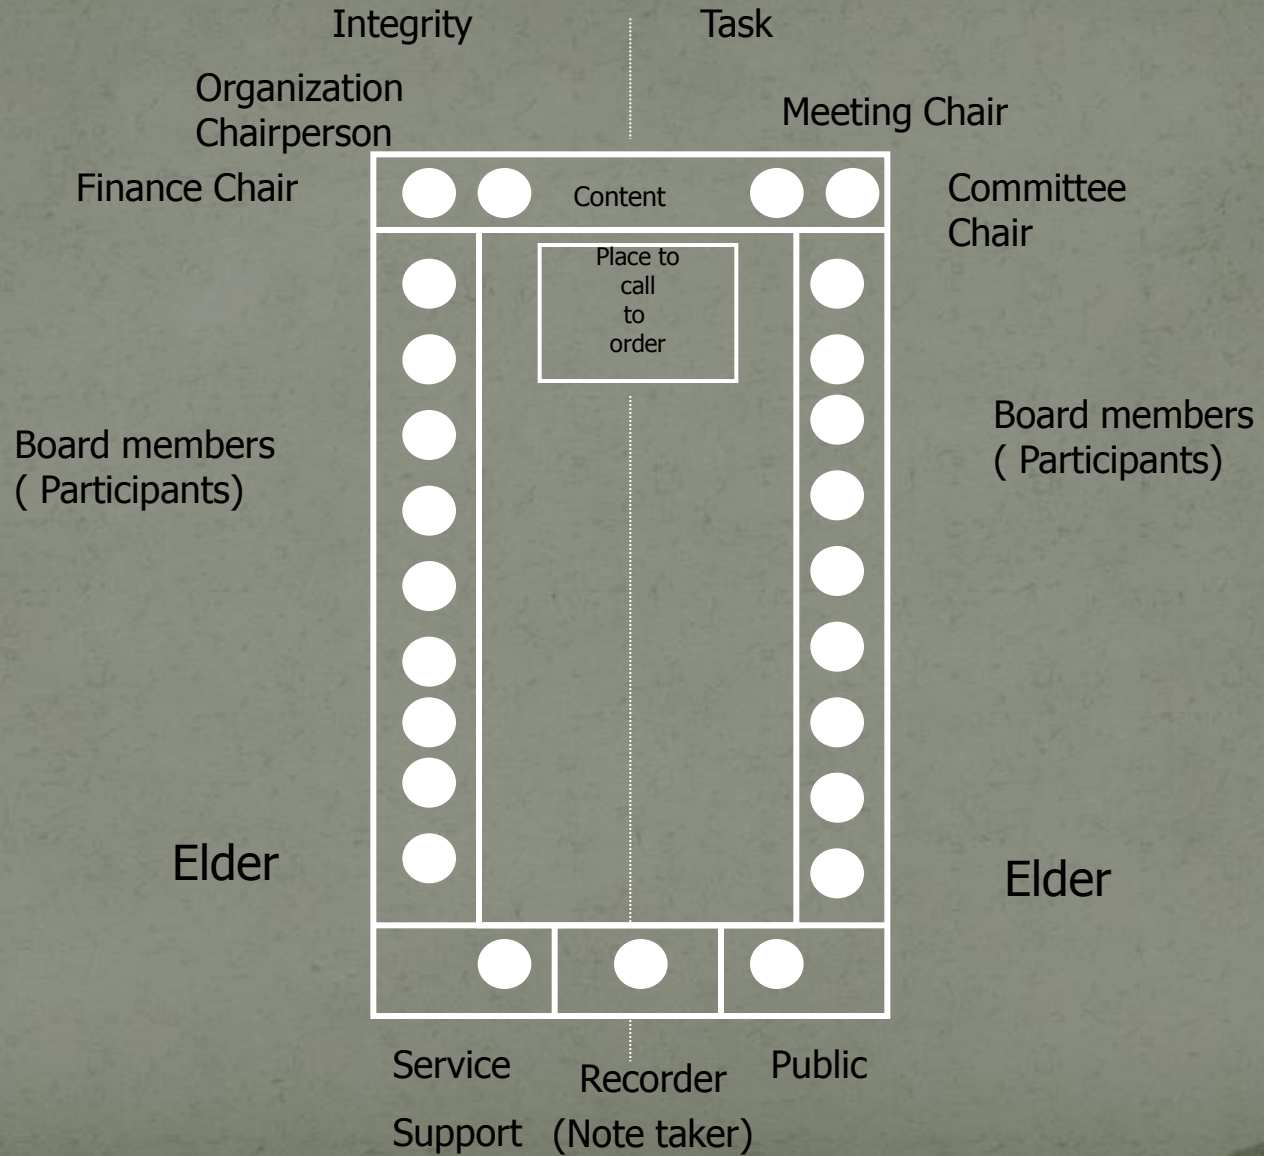 Integrity
Task
Organization
Chairperson
Meeting Chair
Finance Chair
Content
Committee
Chair
Place to
call
to
order
Board members
( Participants)
Board members
( Participants)
Elder
Elder
Service
Support
Recorder
(Note taker)
Public